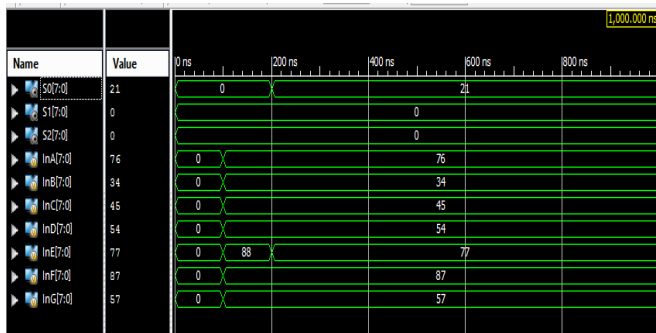 1,000.000 ns
Name Value 0 ns 200 ns 400 ns 600 ns 800 ns
S0[7:0] 21 0 21
S1[7:0] 0 0
S2[7:0] 0 0
InA[7:0] 76 0 76
InB[7:0] 34 0 34
InC[7:0] 45 0 45
InD[7:0] 54 0 54
InE[7:0] 77 0 88 77
InF[7:0] 87 0 87
InG[7:0] 57 0 57